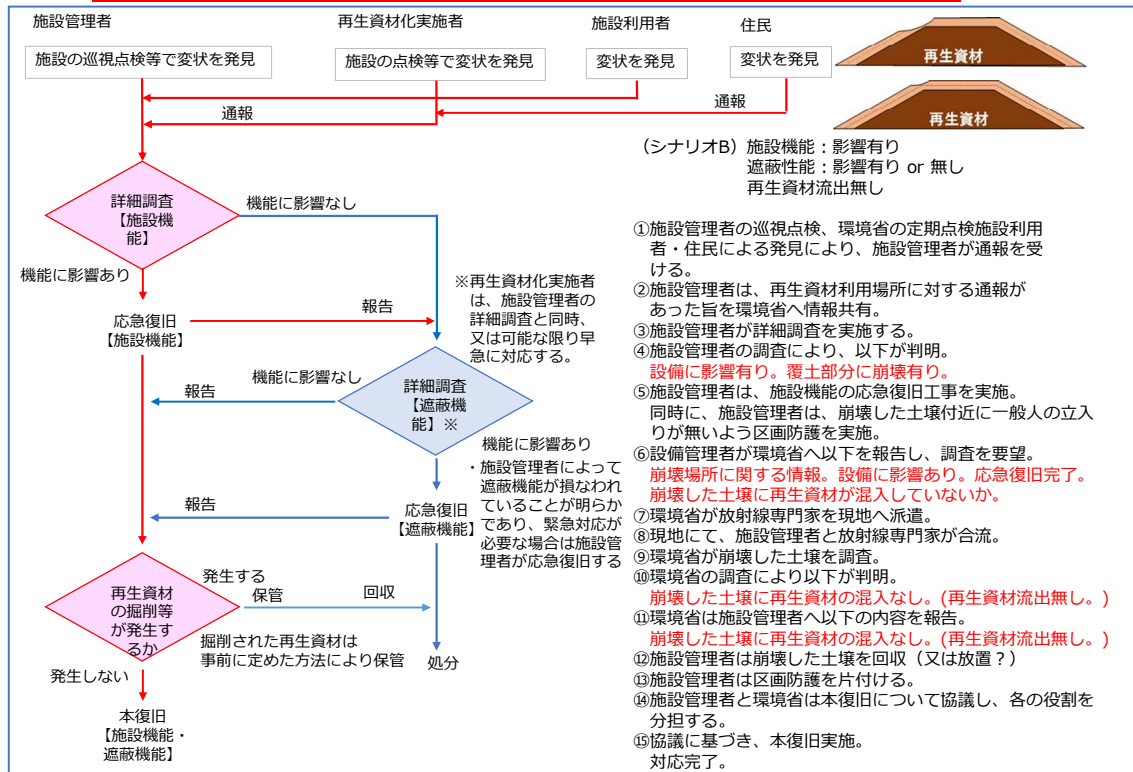 施設管理者
再生資材化実施者
施設利用者
住民
施設の巡視点検等で変状を発見
施設の点検等で変状を発見
変状を発見
変状を発見
再生資材
再生資材
通報
通報
(シナリオB)施設機能:影響有り
遮蔽性能:影響有り or 無し
再生資材流出無し
詳細調査
【施設機
能】
機能に影響なし
機能に影響あり
※再生資材化実施者
は、施設管理者の
詳細調査と同時、
又は可能な限り早
急に対応する。
応急復旧
【施設機能】
報告
詳細調査
【遮蔽機
能】※
機能に影響なし
報告
機能に影響あり
・施設管理者によって
遮蔽機能が損なわれ
ていることが明らか
であり、緊急対応が
必要な場合は施設管
理者が応急復旧する
応急復旧
【遮蔽機能】
報告
再生資材
の掘削等
が発生す
るか
発生する
保管
回収
掘削された再生資材は
事前に定めた方法により保管
処分
発生しない
本復旧
【施設機能・
遮蔽機能】
①施設管理者の巡視点検、環境省の定期点検施設利用
者・住民による発見により、施設管理者が通報を受
ける。
②施設管理者は、再生資材利用場所に対する通報が
あった旨を環境省へ情報共有。
③施設管理者が詳細調査を実施する。
④施設管理者の調査により、以下が判明。
設備に影響有り。覆土部分に崩壊有り。
⑤施設管理者は、施設機能の応急復旧工事を実施。
同時に、施設管理者は、崩壊した土壌付近に一般人の立入
りが無いよう区画防護を実施。
⑥設備管理者が環境省へ以下を報告し、調査を要望。
崩壊場所に関する情報。設備に影響あり。応急復旧完了。
崩壊した土壌に再生資材が混入していないか。
⑦環境省が放射線専門家を現地へ派遣。
⑧現地にて、施設管理者と放射線専門家が合流。
⑨環境省が崩壊した土壌を調査。
⑩環境省の調査により以下が判明。
崩壊した土壌に再生資材の混入なし。(再生資材流出無し。)
⑪環境省は施設管理者へ以下の内容を報告。
崩壊した土壌に再生資材の混入なし。(再生資材流出無し。)
⑫施設管理者は崩壊した土壌を回収(又は放置?)
⑬施設管理者は区画防護を片付ける。
⑭施設管理者と環境省は本復旧について協議し、各の役割を
分担する。
⑮協議に基づき、本復旧実施。
対応完了。